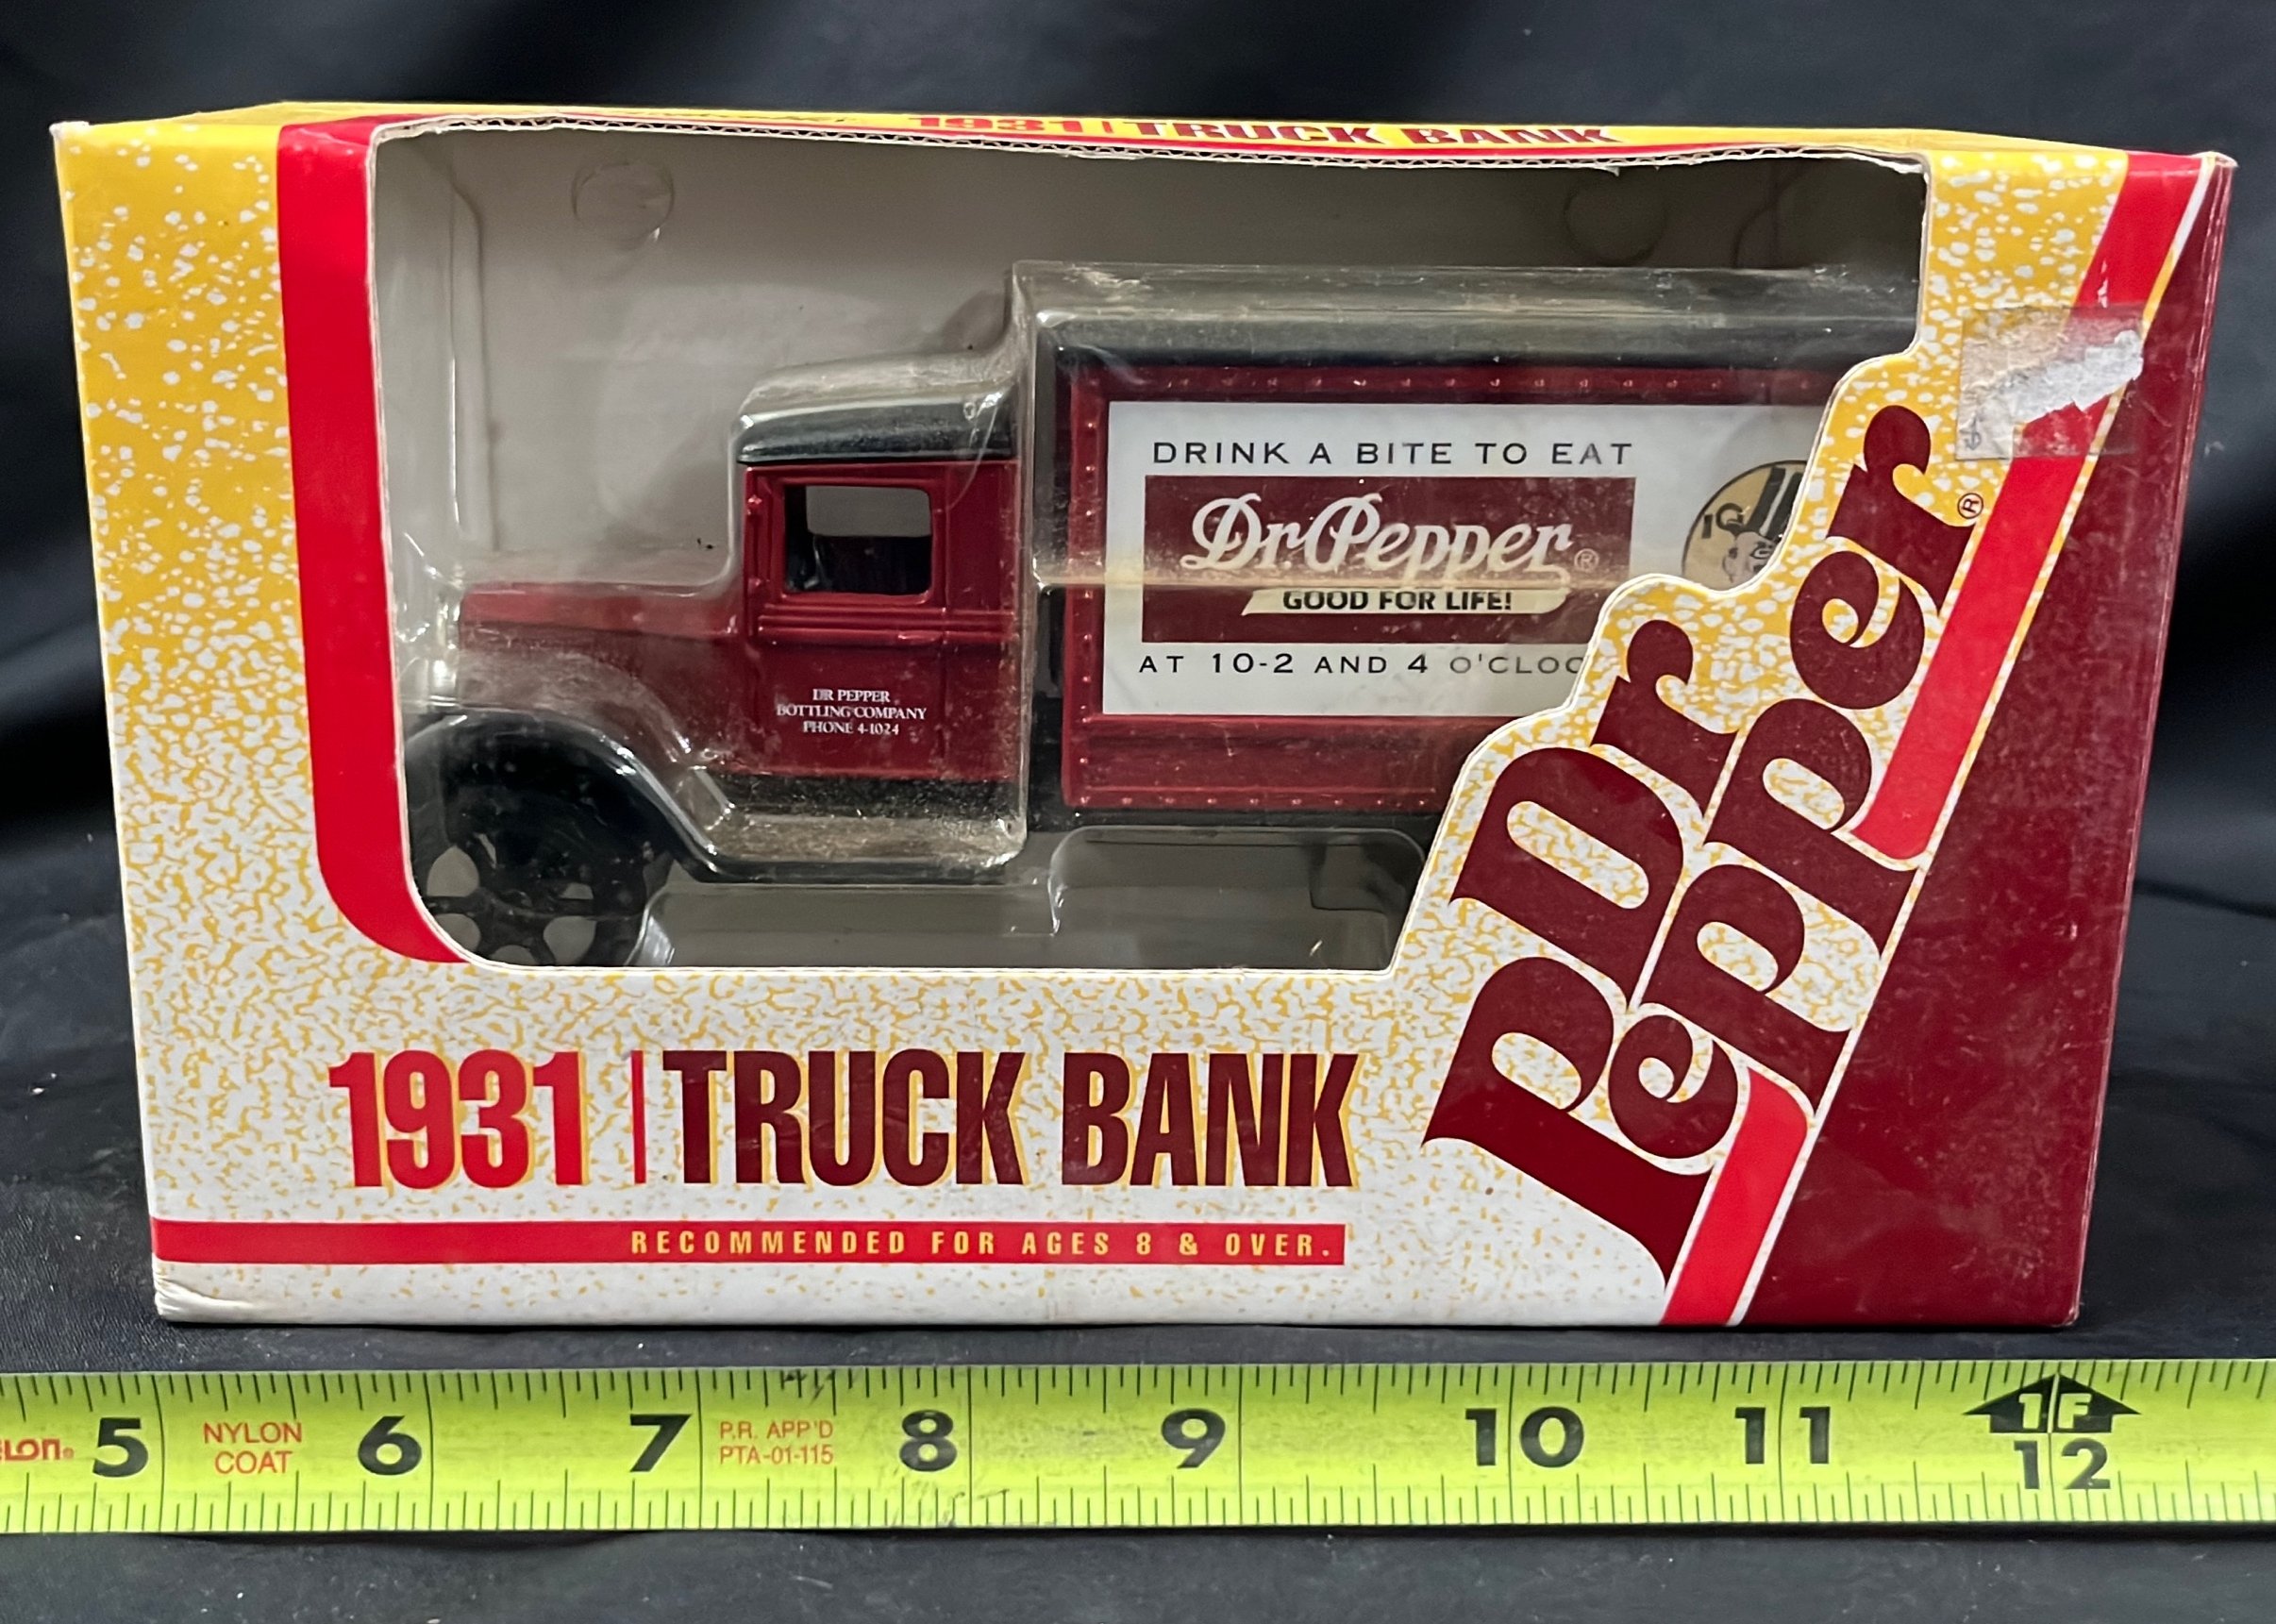 1931 | TRUCK BANK
DRINK A BITE TO EAT
Dr. Pepper®
GOOD FOR LIFE!
AT 10-2 AND 4 O'CLOC
10
DR PEPPER
BOTTLING COMPANY
PHONE 4-1024
Dr Pepper®
1931 | TRUCK BANK
RECOMMENDED FOR AGES 8 & OVER.
5 NYLON COAT 6 7 P.R. APP'D PTA-01-115 8 9 10 11 1F 12